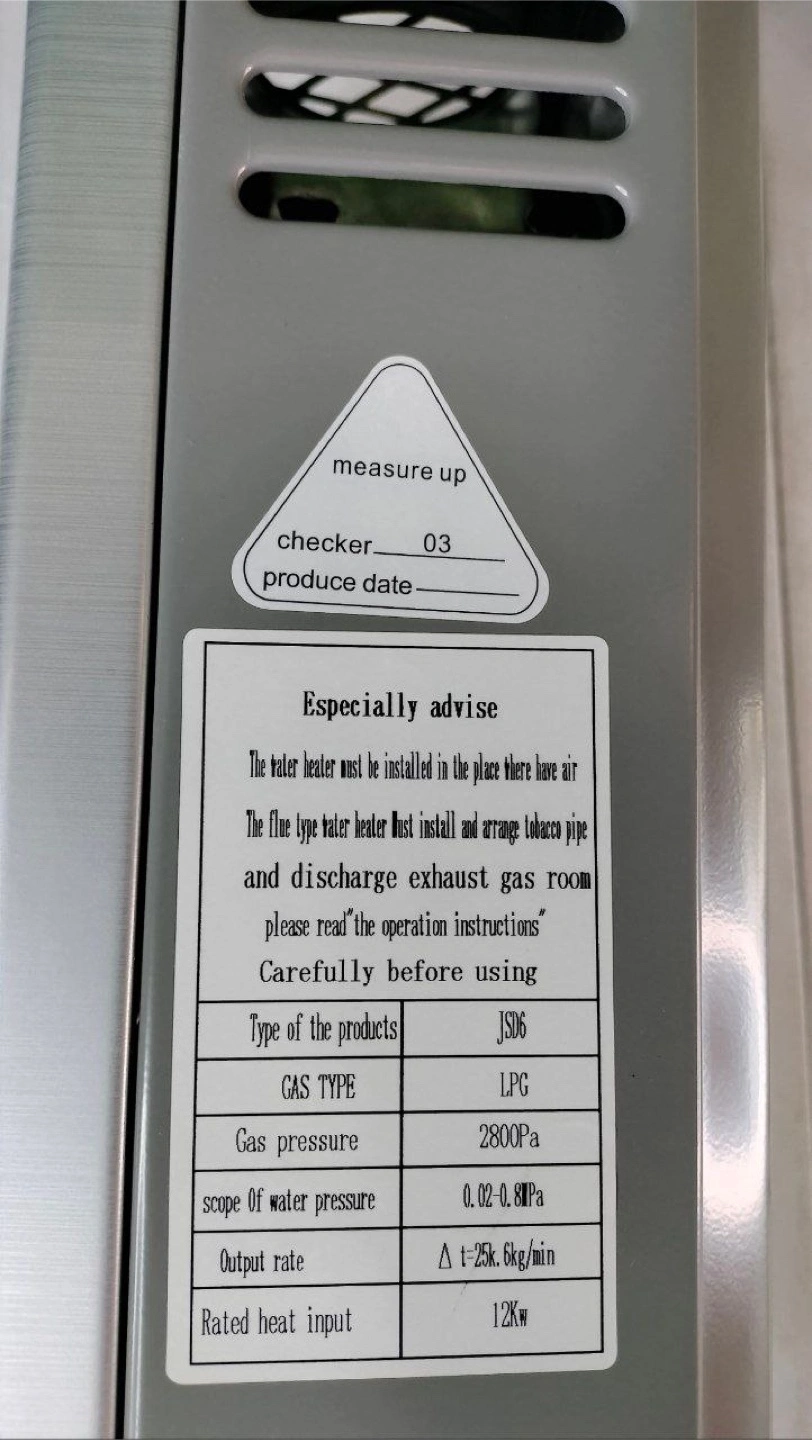 measure up
checker 03
produce date
Especially advise
The water heater must be installed in the place there have air
The flue type water heater must install and arrange tobacco pipe
and discharge exhaust gas room
please read"the operation instructions"
Carefully before using
Type of the products JSD6
GAS TYPE LPG
Gas pressure 2800Pa
scope Of water pressure 0.02-0.8MPa
Output rate Δ t=25k.6kg/min
Rated heat input 12Kw